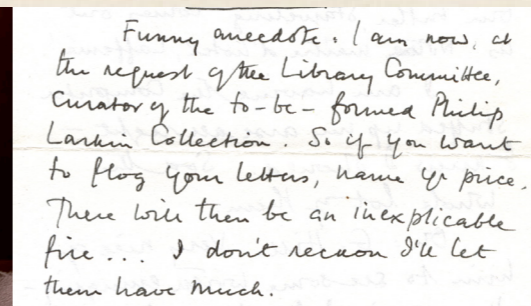 Funny anecdote: I am now, at
the request of the Library Committee,
Curator of the to-be-formed Philip
Larkin Collection. So if you want
to flog your letters, name yr price.
There will then be an inexplicable
fire... I don't reckon I'll let
them have much.